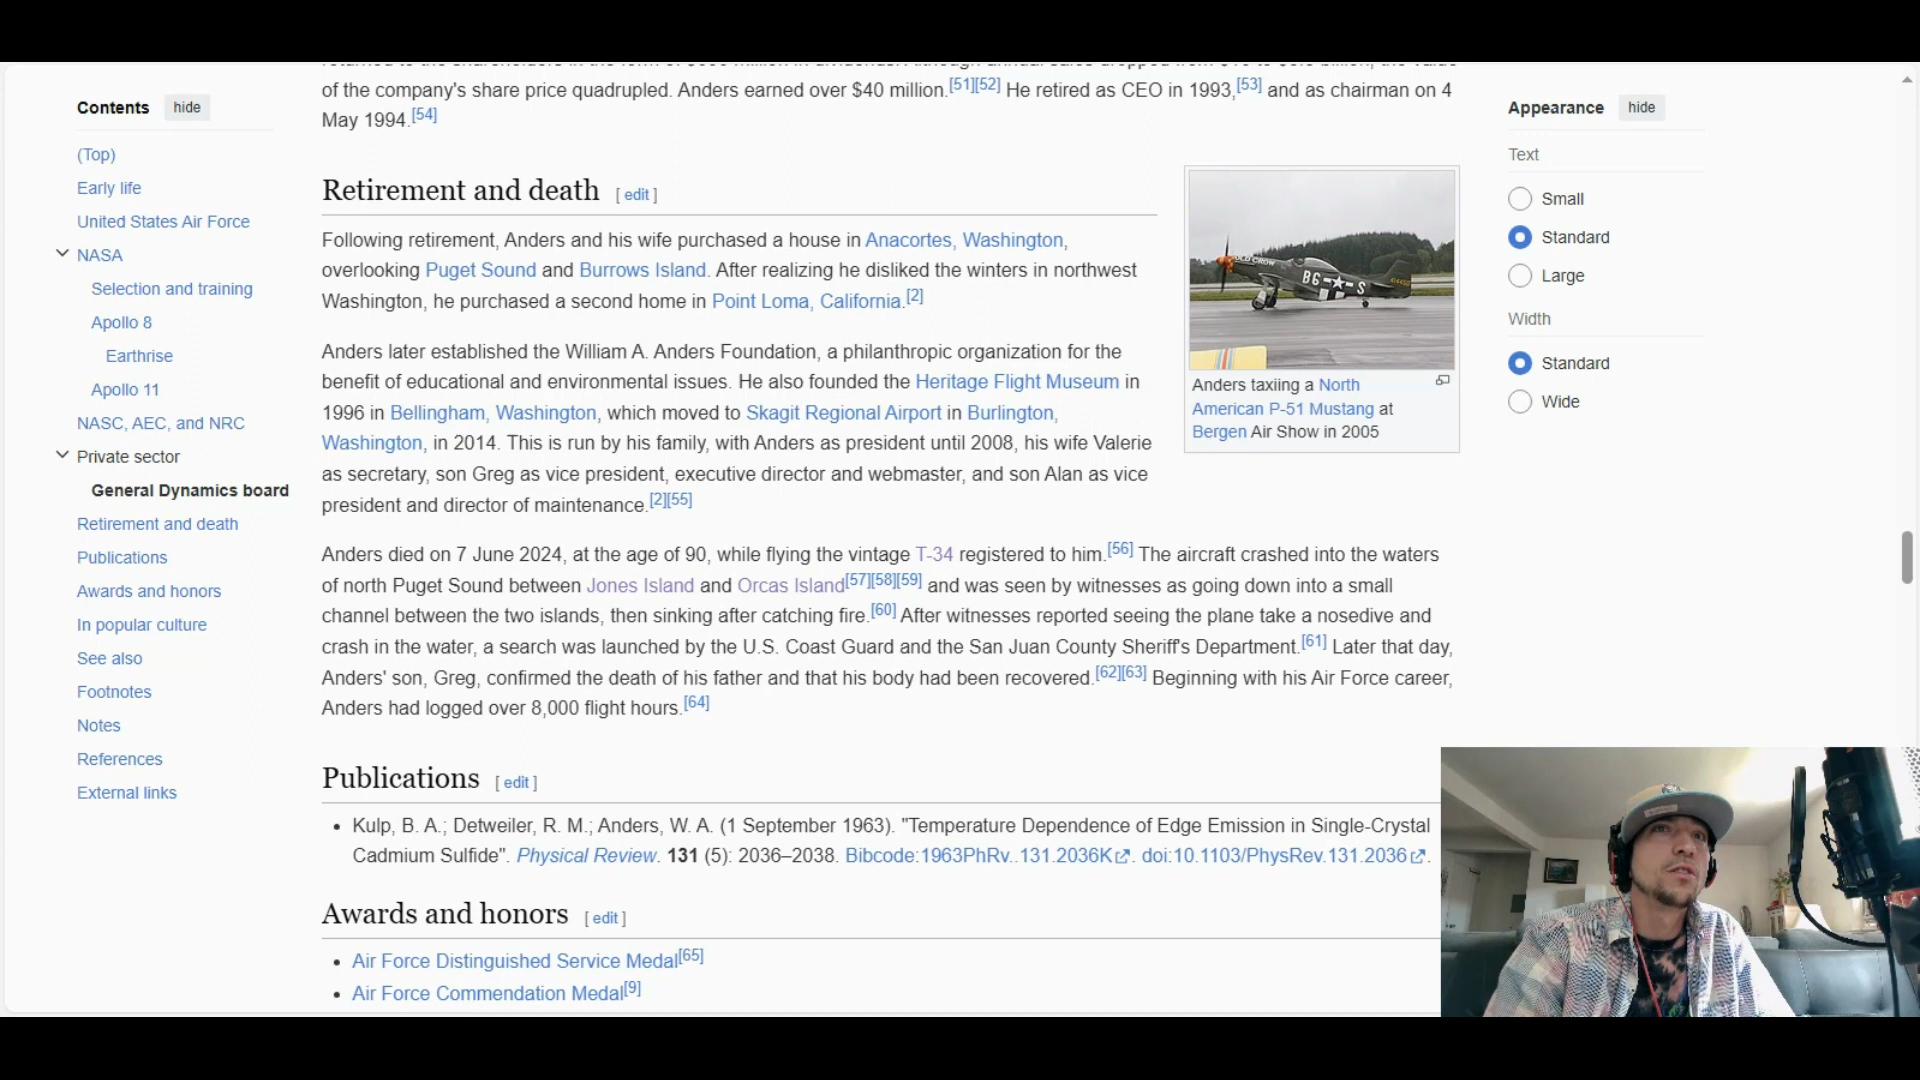 of the company's share price quadrupled. Anders earned over $40 million.[51][52] He retired as CEO in 1993,[53] and as chairman on 4
May 1994.[54]
Contents hide
(Top)
Early life
United States Air Force
NASA
Selection and training
Apollo 8
Earthrise
Apollo 11
NASC, AEC, and NRC
Private sector
General Dynamics board
Retirement and death
Publications
Awards and honors
In popular culture
See also
Footnotes
Notes
References
External links
Retirement and death [ edit ]
Following retirement, Anders and his wife purchased a house in Anacortes, Washington,
overlooking Puget Sound and Burrows Island. After realizing he disliked the winters in northwest
Washington, he purchased a second home in Point Loma, California.[2]
Anders later established the William A. Anders Foundation, a philanthropic organization for the
benefit of educational and environmental issues. He also founded the Heritage Flight Museum in
1996 in Bellingham, Washington, which moved to Skagit Regional Airport in Burlington,
Washington, in 2014. This is run by his family, with Anders as president until 2008, his wife Valerie
as secretary, son Greg as vice president, executive director and webmaster, and son Alan as vice
president and director of maintenance.[2][55]
OLD CROW
B6 S
Anders taxiing a North
American P-51 Mustang at
Bergen Air Show in 2005
Anders died on 7 June 2024, at the age of 90, while flying the vintage T-34 registered to him.[56] The aircraft crashed into the waters
of north Puget Sound between Jones Island and Orcas Island[57][58][59] and was seen by witnesses as going down into a small
channel between the two islands, then sinking after catching fire.[60] After witnesses reported seeing the plane take a nosedive and
crash in the water, a search was launched by the U.S. Coast Guard and the San Juan County Sheriff's Department.[61] Later that day,
Anders' son, Greg, confirmed the death of his father and that his body had been recovered.[62][63] Beginning with his Air Force career,
Anders had logged over 8,000 flight hours.[64]
Publications [ edit ]
Kulp, B. A.; Detweiler, R. M.; Anders, W. A. (1 September 1963). "Temperature Dependence of Edge Emission in Single-Crystal
Cadmium Sulfide". Physical Review. 131 (5): 2036–2038. Bibcode:1963PhRv..131.2036K. doi:10.1103/PhysRev.131.2036.
Awards and honors [ edit ]
Air Force Distinguished Service Medal[65]
Air Force Commendation Medal[9]
Appearance hide
Text
Small
Standard
Large
Width
Standard
Wide